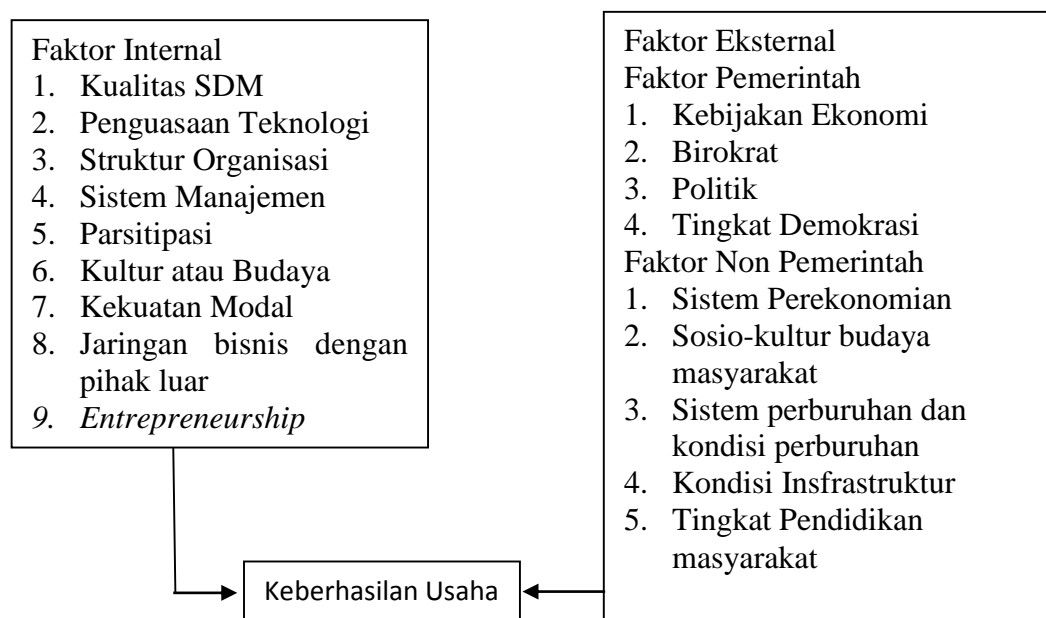 Faktor Internal
1. Kualitas SDM
2. Penguasaan Teknologi
3. Struktur Organisasi
4. Sistem Manajemen
5. Parsitipasi
6. Kultur atau Budaya
7. Kekuatan Modal
8. Jaringan bisnis dengan
pihak luar
9. Entrepreneurship
Faktor Eksternal
Faktor Pemerintah
1. Kebijakan Ekonomi
2. Birokrat
3. Politik
4. Tingkat Demokrasi
Faktor Non Pemerintah
1. Sistem Perekonomian
2. Sosio-kultur budaya
masyarakat
3. Sistem perburuhan dan
kondisi perburuhan
4. Kondisi Insfrastruktur
5. Tingkat Pendidikan
masyarakat
Keberhasilan Usaha